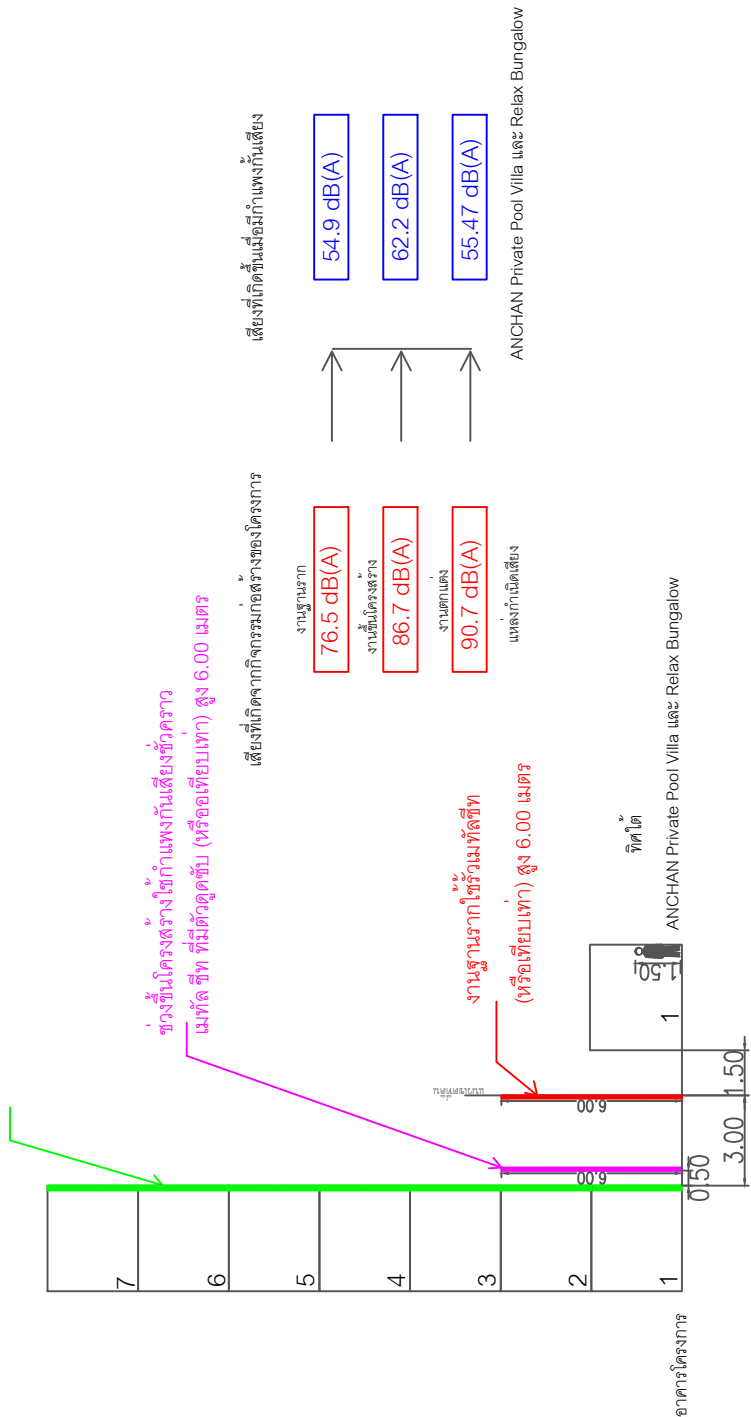 ช่วงขึ้นโครงสร้างใช้กำแพงกันเสียงชั่วคราว
เมทัล ชีท ที่มีตัวดูดซับ (หรือเทียบเท่า) สูง 6.00 เมตร
เสียงที่เกิดจากกิจกรรมก่อสร้างของโครงการ
เสียงที่เกิดขึ้นเมื่อมีกำแพงกันเสียง
งานฐานราก
76.5 dB(A)
54.9 dB(A)
งานขึ้นโครงสร้าง
86.7 dB(A)
62.2 dB(A)
งานตกแต่ง
90.7 dB(A)
55.47 dB(A)
แหล่งกำเนิดเสียง
ANCHAN Private Pool Villa และ Relax Bungalow
งานฐานรากใช้รั้วเมทัลชีท
(หรือเทียบเท่า) สูง 6.00 เมตร
7
6
5
4
3
2
1
แนวเขตที่ดิน
6.00
6.00
ทิศใต้
1
1.50
ANCHAN Private Pool Villa และ Relax Bungalow
อาคารโครงการ
0.50
3.00
1.50